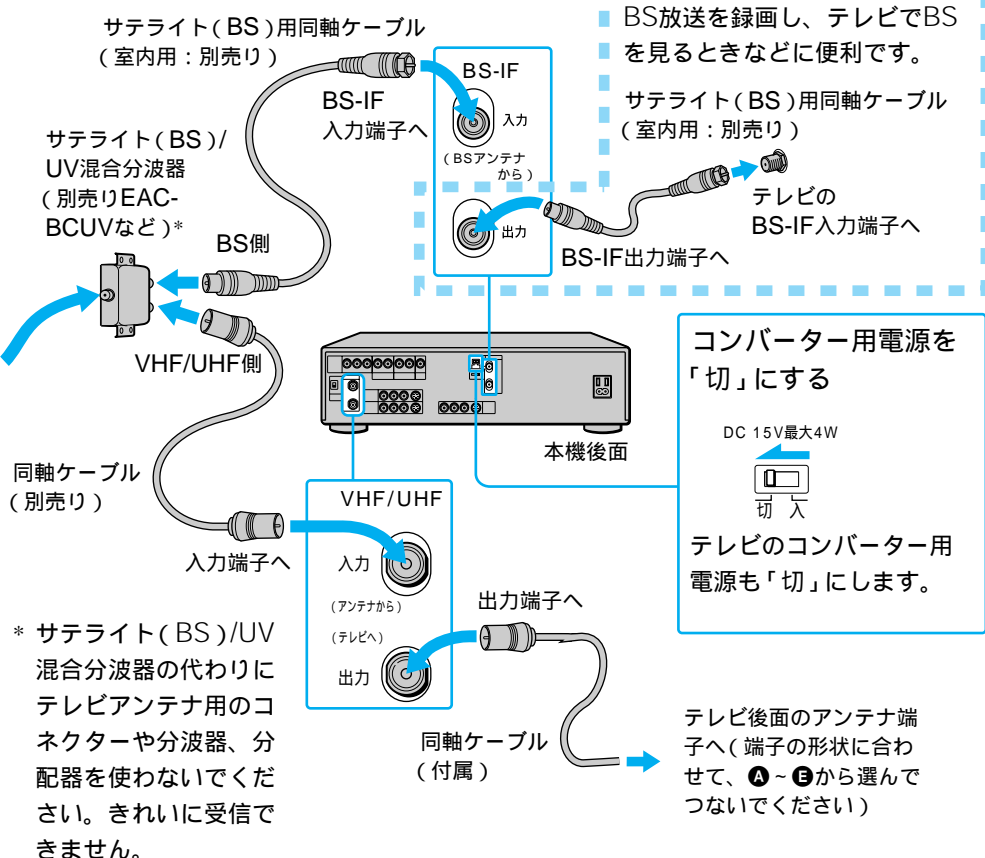 サテライト(BS)用同軸ケーブル
(室内用:別売り)
BS放送を録画し、テレビでBS
を見るときなどに便利です。
BS-IF
BS-IF
入力端子へ
入力
(BSアンテナ
から)
出力
サテライト(BS)用同軸ケーブル
(室内用:別売り)
テレビの
BS-IF入力端子へ
BS-IF出力端子へ
サテライト(BS)/
UV混合分波器
(別売りEAC-
BCUVなど)*
BS側
VHF/UHF側
本機後面
コンバーター用電源を
「切」にする
DC 15V最大4W
切 入
テレビのコンバーター用
電源も「切」にします。
同軸ケーブル
(別売り)
入力端子へ
VHF/UHF
入力
(アンテナから)
(テレビへ)
出力
出力端子へ
同軸ケーブル
(付属)
テレビ後面のアンテナ端
子へ(端子の形状に合わ
せて、A~Eから選んで
つないでください)
* サテライト(BS)/UV
混合分波器の代わりに
テレビアンテナ用のコ
ネクターや分波器、分
配器を使わないでくだ
さい。きれいに受信で
きません。